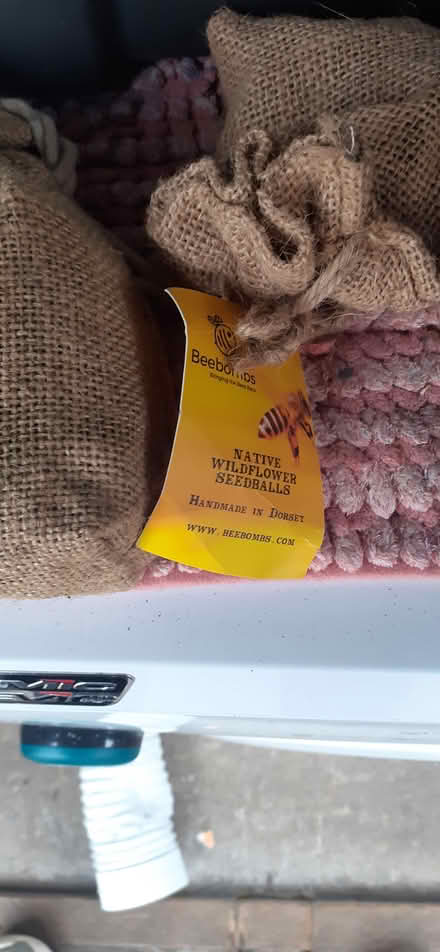 Beebombs
Bringing the Bees Back
NATIVE
WILDFLOWER
SEEDBALLS
HANDMADE IN DORSET
WWW.BEEBOMBS.COM